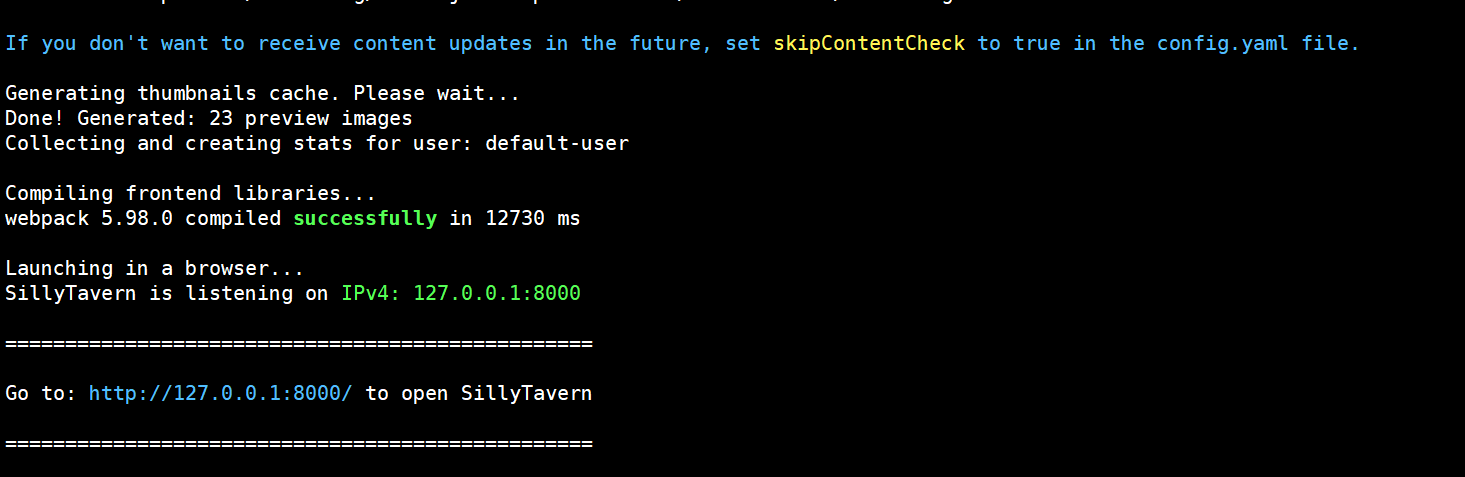 If you don't want to receive content updates in the future, set skipContentCheck to true in the config.yaml file.
Generating thumbnails cache. Please wait...
Done! Generated: 23 preview images
Collecting and creating stats for user: default-user
Compiling frontend libraries...
webpack 5.98.0 compiled successfully in 12730 ms
Launching in a browser...
SillyTavern is listening on IPv4: 127.0.0.1:8000
=================================================
Go to: http://127.0.0.1:8000/ to open SillyTavern
=================================================